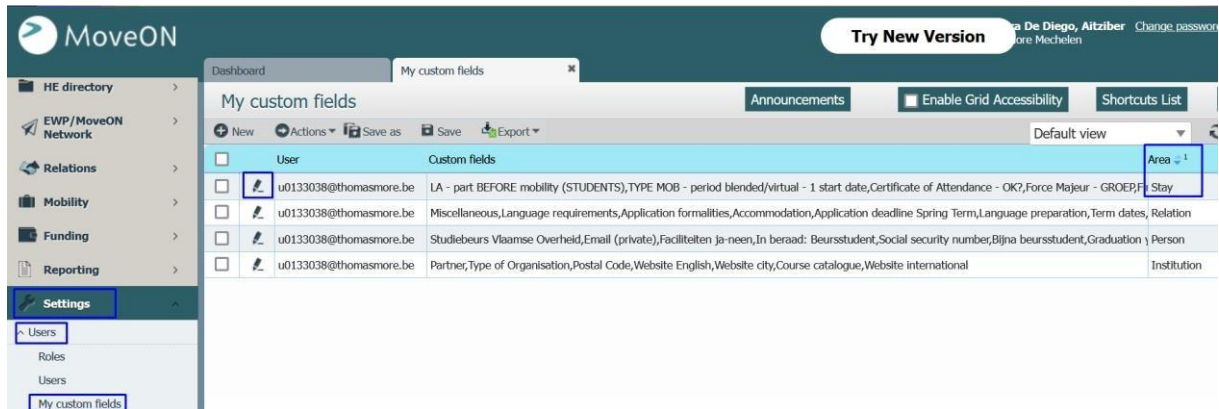 MoveON
Try New Version
De Diego, Aitziber Change password
ore Mechelen
Dashboard
My custom fields
HE directory
EWP/MoveON
Network
Relations
Mobility
Funding
Reporting
Settings
Users
Roles
Users
My custom fields
My custom fields
Announcements
Enable Grid Accessibility
Shortcuts List
New Actions Save as Save Export
Default view
User Custom fields Area 1
u0133038@thomasmore.be LA - part BEFORE mobility (STUDENTS),TYPE MOB - period blended/virtual - 1 start date,Certificate of Attendance - OK?,Force Majeur - GROEP,F Stay
u0133038@thomasmore.be Miscellaneous,Language requirements,Application formalities,Accommodation,Application deadline Spring Term,Language preparation,Term dates, Relation
u0133038@thomasmore.be Studiebeurs Vlaamse Overheid,Email (private),Faciliteiten ja-neen,In beraad: Beursstudent,Social security number,Bijna beursstudent,Graduation Person
u0133038@thomasmore.be Partner,Type of Organisation,Postal Code,Website English,Website city,Course catalogue,Website international Institution